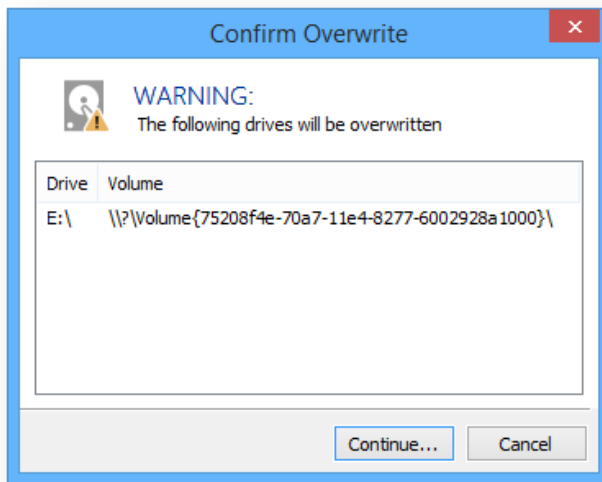 Confirm Overwrite
WARNING:
The following drives will be overwritten
Drive Volume
E:\ \\?\Volume{75208f4e-70a7-11e4-8277-6002928a1000}\
Continue... Cancel